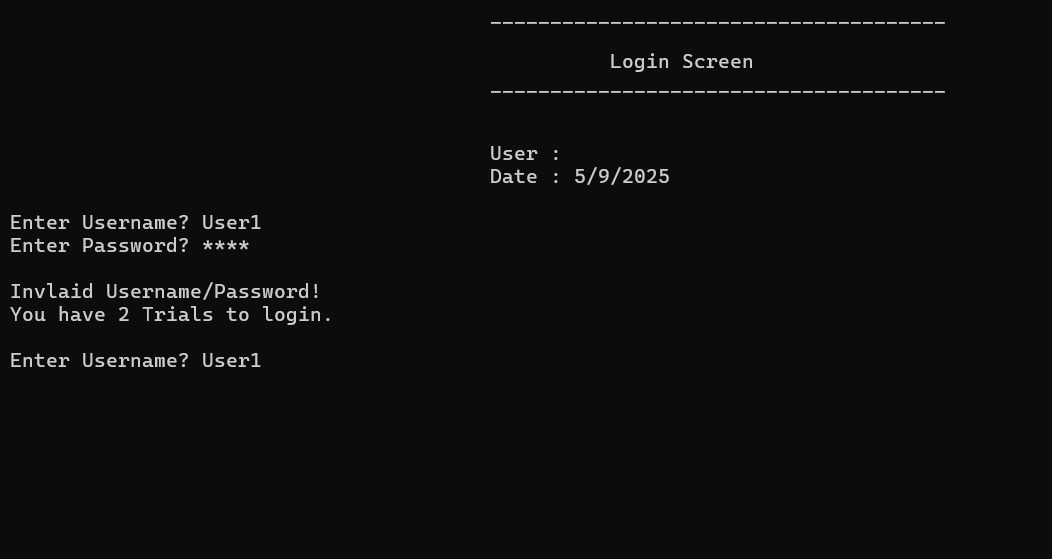 --------------------------------------
Login Screen
--------------------------------------
User :
Date : 5/9/2025
Enter Username? User1
Enter Password? ****
Invlaid Username/Password!
You have 2 Trials to login.
Enter Username? User1